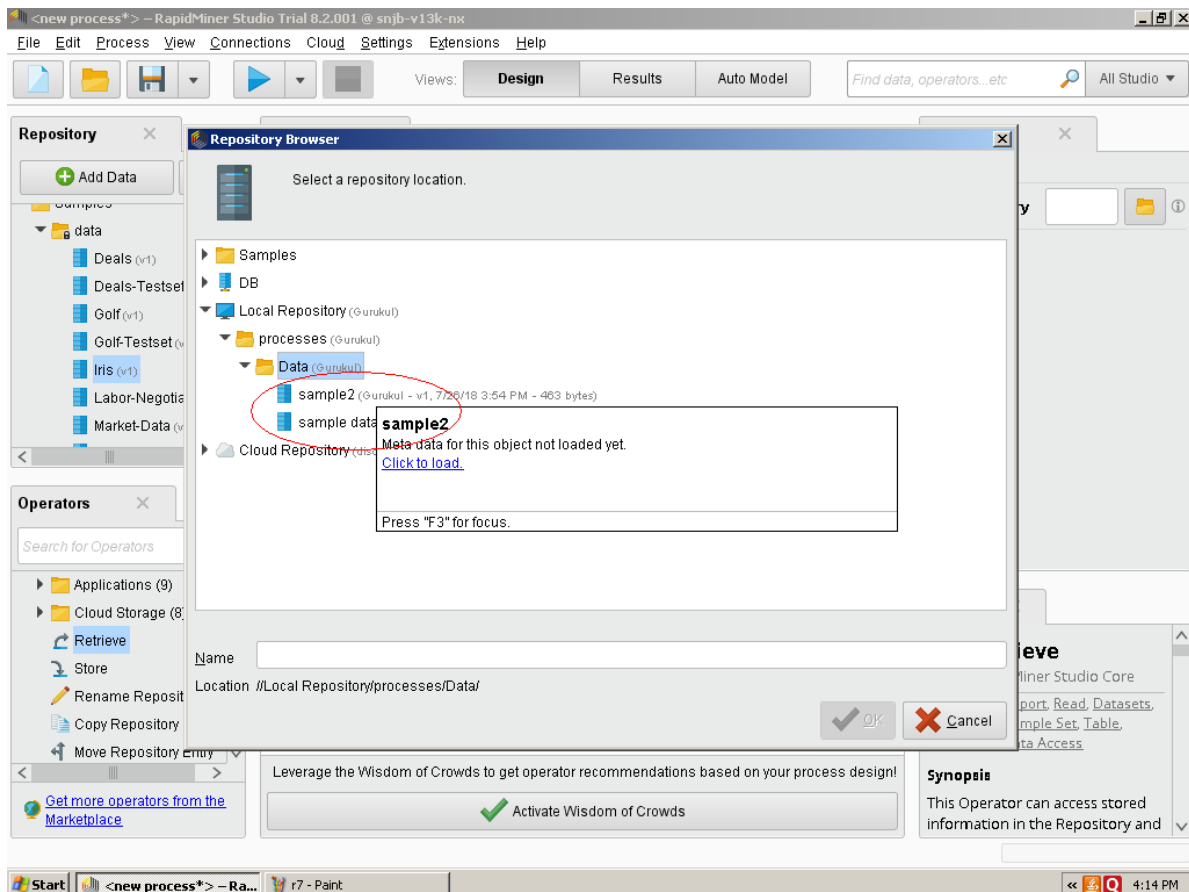 <new process*> – RapidMiner Studio Trial 8.2.001 @ snjb-v13k-nx
File Edit Process View Connections Cloud Settings Extensions Help
Views: Design Results Auto Model Find data, operators...etc All Studio
Repository
Add Data
data
Deals (v1)
Deals-Testset
Golf (v1)
Golf-Testset
Iris (v1)
Labor-Negotia
Market-Data
Repository Browser
Select a repository location.
Samples
DB
Local Repository (Gurukul)
processes (Gurukul)
Data (Gurukul)
sample2 (Gurukul - v1, 7/26/18 3:54 PM - 463 bytes)
sample data
Cloud Repository
sample2
Meta data for this object not loaded yet.
Click to load.
Press "F3" for focus.
Name
Location //Local Repository/processes/Data/
OK Cancel
Operators
Search for Operators
Applications (9)
Cloud Storage (8)
Retrieve
Store
Rename Reposit
Copy Repository
Move Repository Entry
Get more operators from the
Marketplace
Leverage the Wisdom of Crowds to get operator recommendations based on your process design!
Activate Wisdom of Crowds
ieve
Miner Studio Core
port, Read, Datasets,
mple Set, Table,
ta Access
Synopsis
This Operator can access stored
information in the Repository and
Start <new process*> – Ra... r7 - Paint 4:14 PM